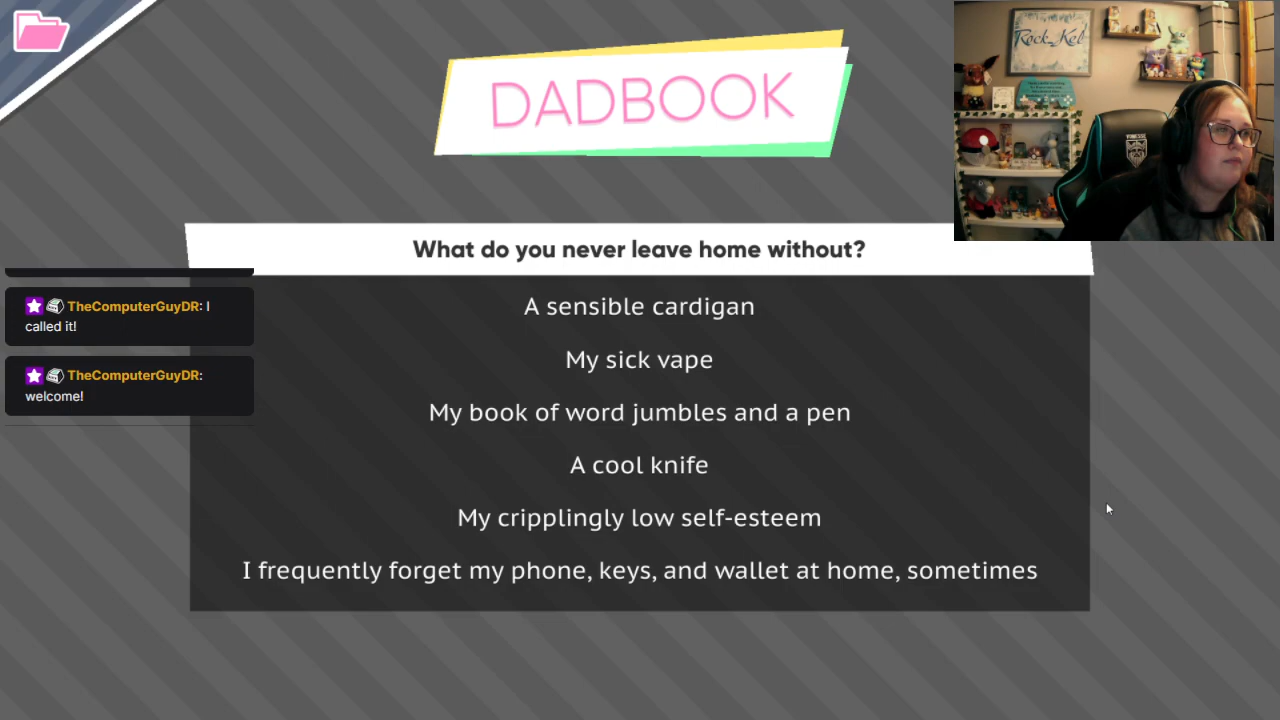 DADBOOK
Rock_Kel
What do you never leave home without?
A sensible cardigan
My sick vape
My book of word jumbles and a pen
A cool knife
My cripplingly low self-esteem
I frequently forget my phone, keys, and wallet at home, sometimes
TheComputerGuyDR: I
called it!
TheComputerGuyDR:
welcome!